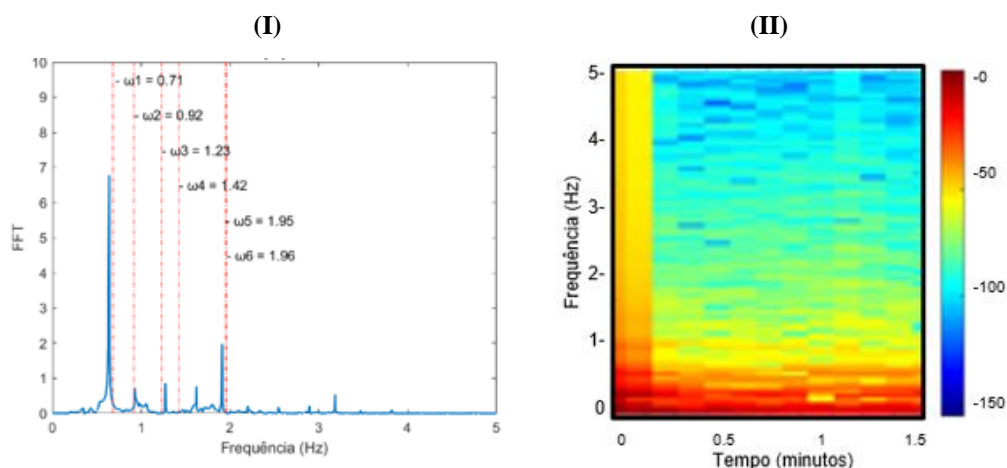 (I)
10
9
8
7
6
5
4
3
2
1
0
FFT
- ω1 = 0.71
- ω2 = 0.92
- ω3 = 1.23
- ω4 = 1.42
- ω5 = 1.95
- ω6 = 1.96
0 1 2 3 4 5
Frequência (Hz)
(II)
5-
4-
3-
2-
1-
0
Frequência (Hz)
0 0.5 1 1.5
Tempo (minutos)
-0
-50
-100
-150